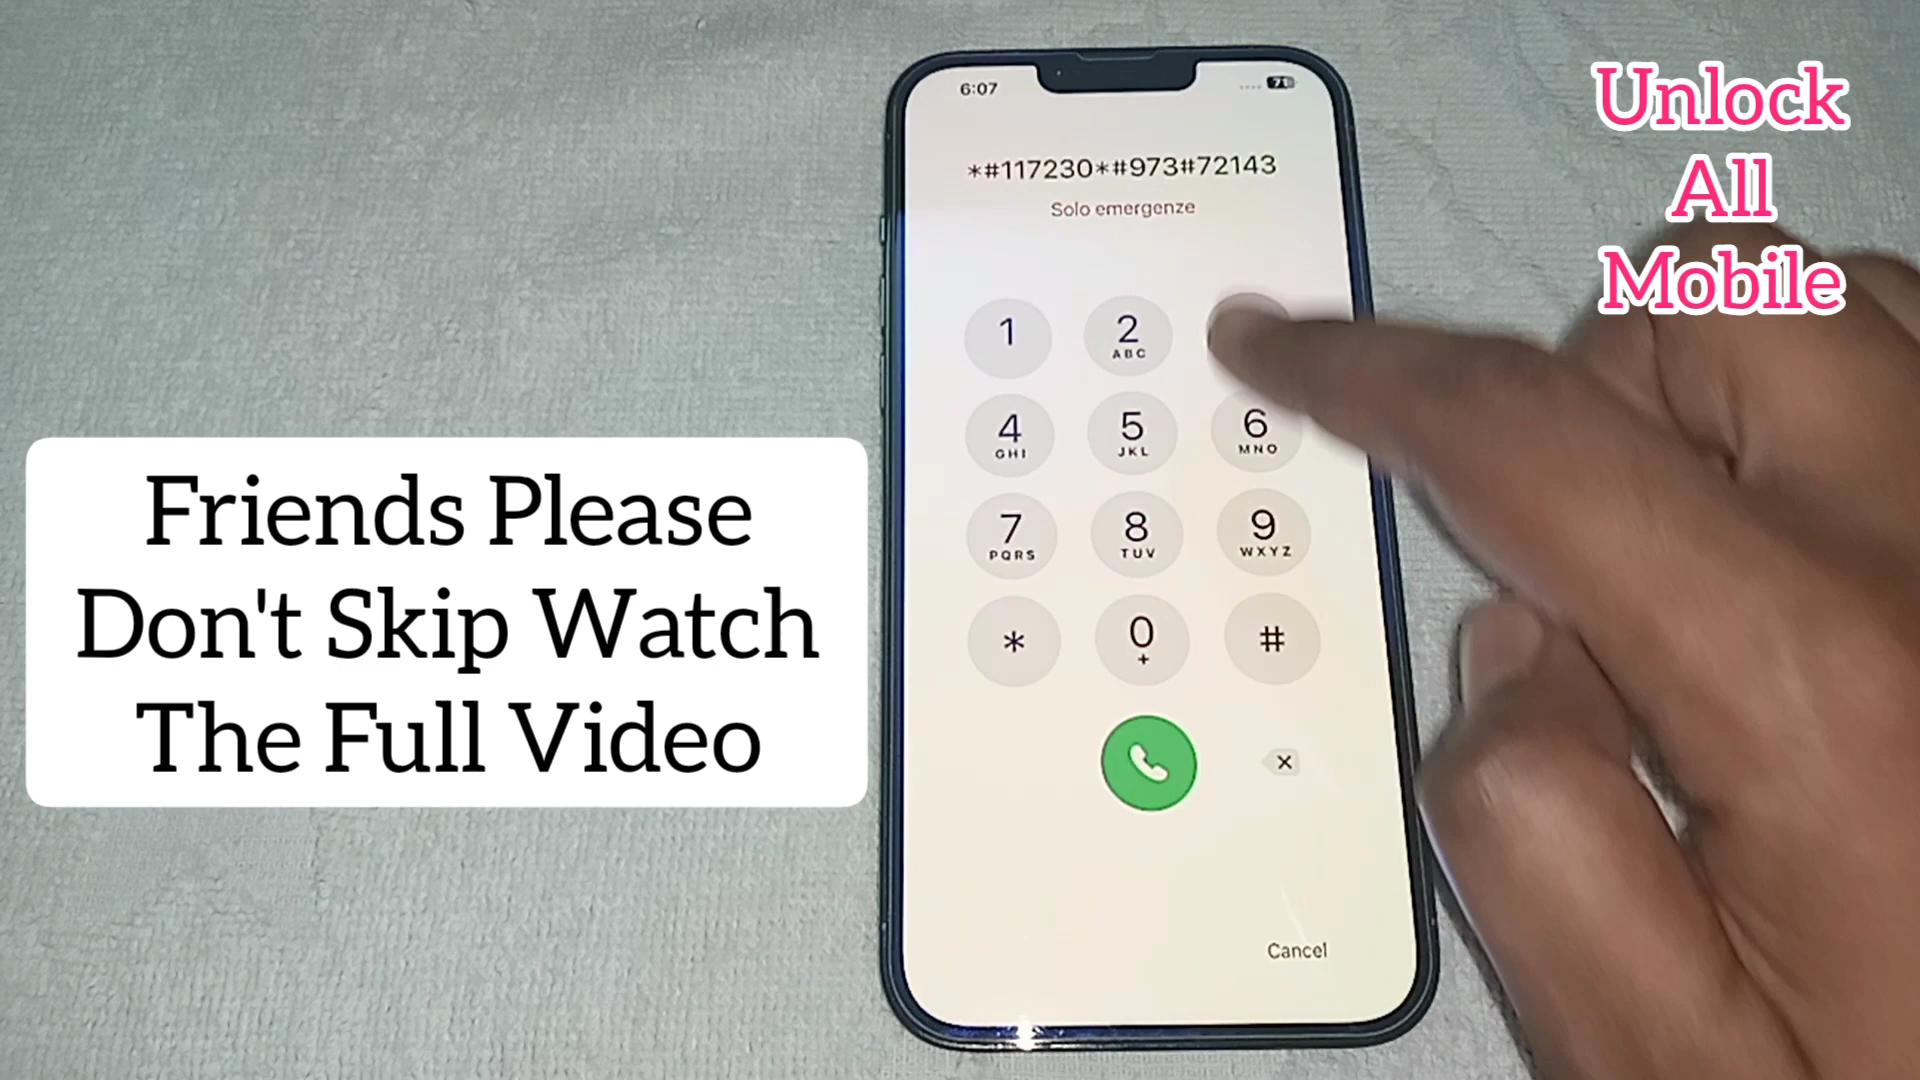 6:07
71
*#117230*#973#72143
Solo emergenze
1
2
ABC
4
GHI
5
JKL
6
MNO
7
PQRS
8
TUV
9
WXYZ
*
0
+
#
Cancel
Unlock
All
Mobile
Friends Please
Don't Skip Watch
The Full Video